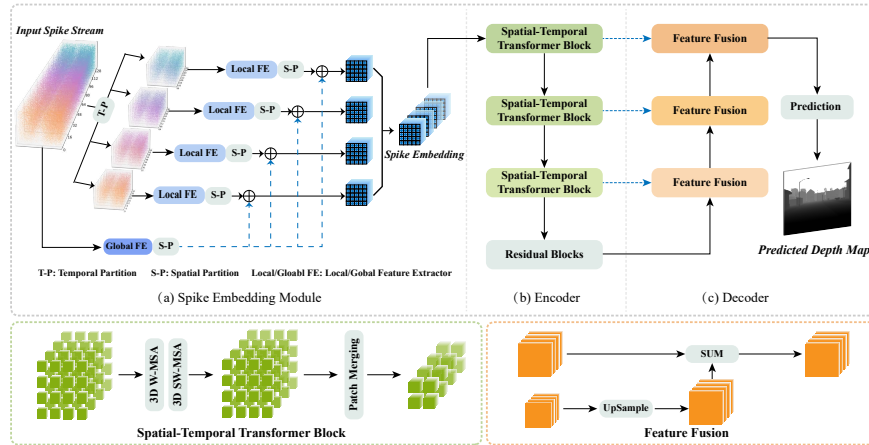 Input Spike Stream
T-P
Local FE
S-P
Local FE
S-P
Local FE
S-P
Local FE
S-P
Global FE
S-P
Spike Embedding
T-P: Temporal Partition S-P: Spatial Partition Local/Gloabl FE: Local/Gobal Feature Extractor
(a) Spike Embedding Module
Spatial-Temporal
Transformer Block
Spatial-Temporal
Transformer Block
Spatial-Temporal
Transformer Block
Residual Blocks
(b) Encoder
Feature Fusion
Feature Fusion
Feature Fusion
Prediction
Predicted Depth Map
(c) Decoder
3D W-MSA
3D SW-MSA
Patch Merging
Spatial-Temporal Transformer Block
SUM
UpSample
Feature Fusion